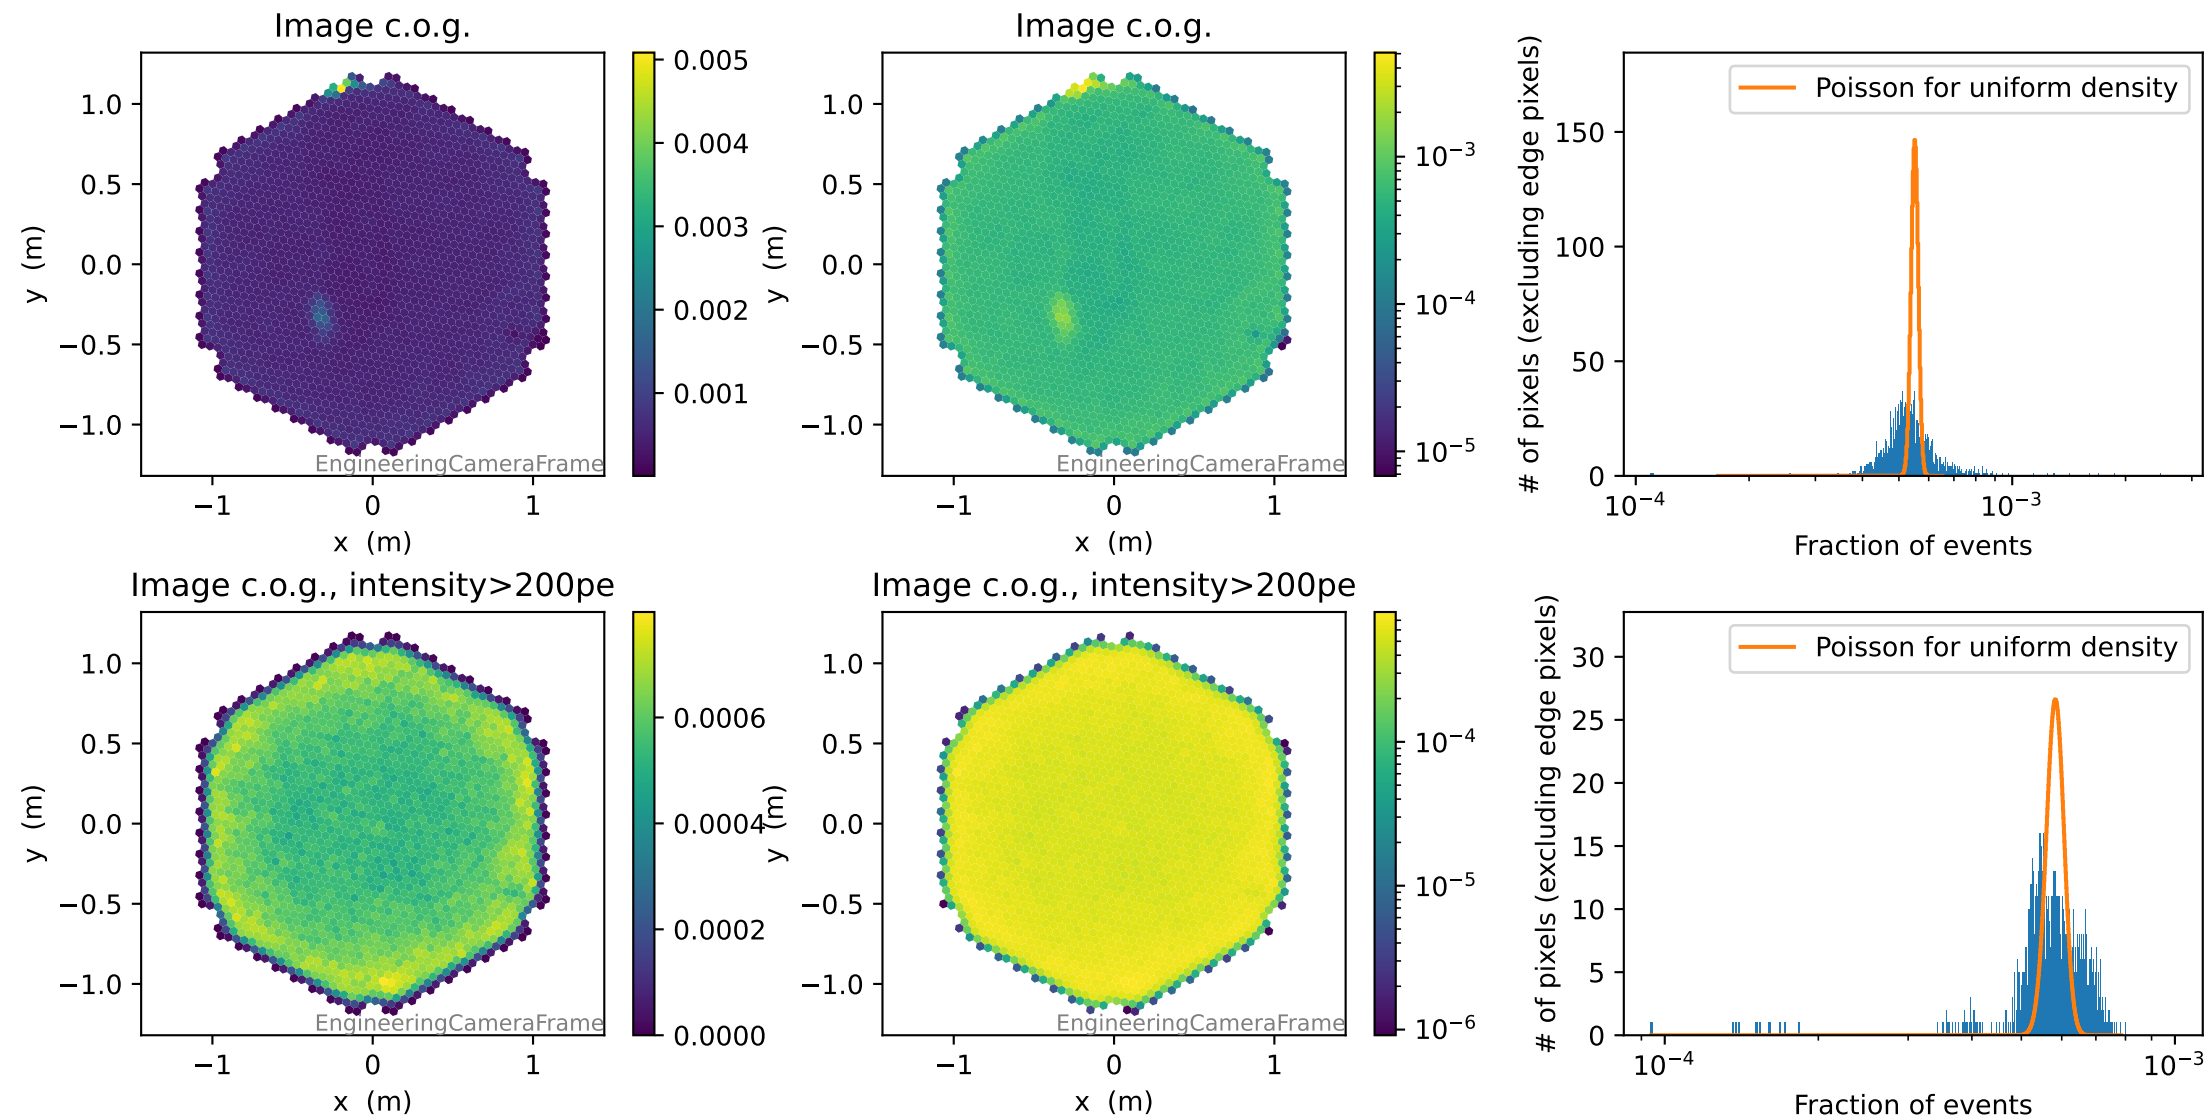 Image c.o.g.
1.0
0.5
0.0
−0.5
−1.0
y (m)
−1
0
1
x (m)
EngineeringCameraFrame
0.005
0.004
0.003
0.002
0.001
Image c.o.g.
1.0
0.5
0.0
−0.5
−1.0
y (m)
−1
0
1
x (m)
EngineeringCameraFrame
10⁻³
10⁻⁴
10⁻⁵
# of pixels (excluding edge pixels)
150
100
50
0
Poisson for uniform density
10⁻⁴
10⁻³
Fraction of events
Image c.o.g., intensity>200pe
1.0
0.5
0.0
−0.5
−1.0
y (m)
−1
0
1
x (m)
EngineeringCameraFrame
0.0006
0.0004
0.0002
0.0000
Image c.o.g., intensity>200pe
1.0
0.5
0.0
−0.5
−1.0
y (m)
−1
0
1
x (m)
EngineeringCameraFrame
10⁻⁴
10⁻⁵
10⁻⁶
# of pixels (excluding edge pixels)
30
25
20
15
10
5
0
Poisson for uniform density
10⁻⁴
10⁻³
Fraction of events